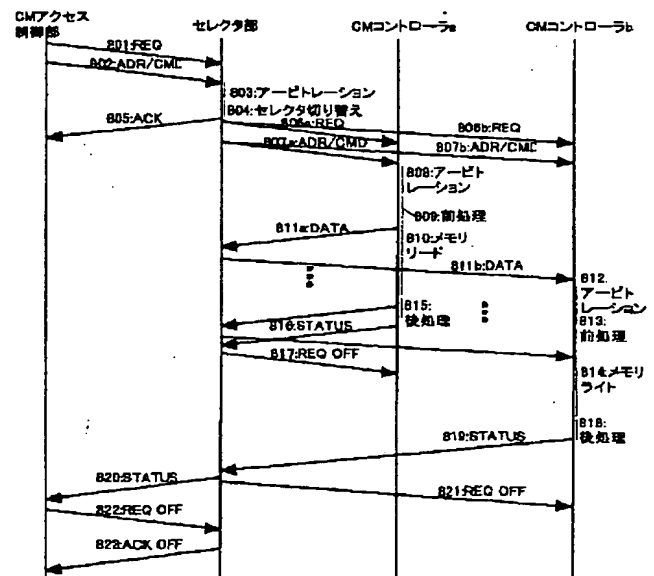 CMアクセス
制御部
セレクタ部
CMコントローラa
CMコントローラb
801:REQ
802:ADR/CMD
803:アービトレーション
804:セレクタ切り替え
805:ACK
806a:REQ
806b:REQ
807a:ADR/CMD
807b:ADR/CMD
808:アービト
レーション
809:前処理
810:メモリ
リード
811a:DATA
811b:DATA
812:
アービト
レーション
813:
前処理
814:メモリ
ライト
815:
後処理
816:STATUS
817:REQ OFF
818:
後処理
819:STATUS
820:STATUS
821:REQ OFF
822:REQ OFF
823:ACK OFF